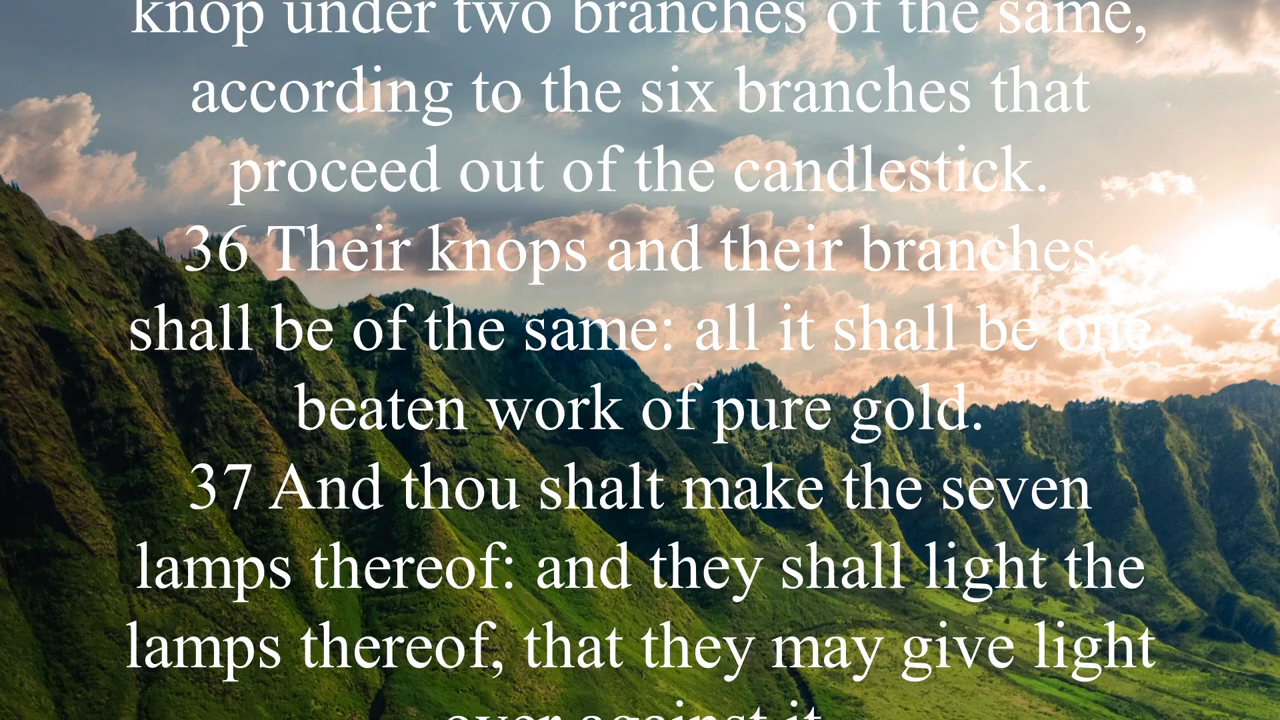 knop under two branches of the same,
according to the six branches that
proceed out of the candlestick.
36 Their knops and their branches
shall be of the same: all it shall be one
beaten work of pure gold.
37 And thou shalt make the seven
lamps thereof: and they shall light the
lamps thereof, that they may give light
over against it.